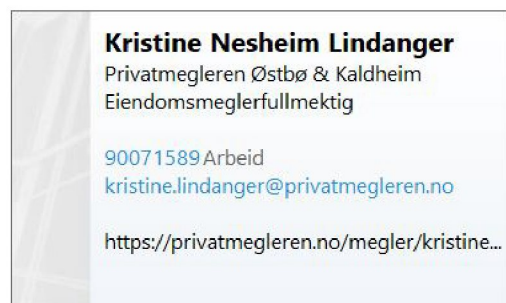 Kristine Nesheim Lindanger
Privatmegleren Østbø & Kaldheim
Eiendomsmeglerfullmektig
90071589 Arbeid
kristine.lindanger@privatmegleren.no
https://privatmegleren.no/megler/kristine...